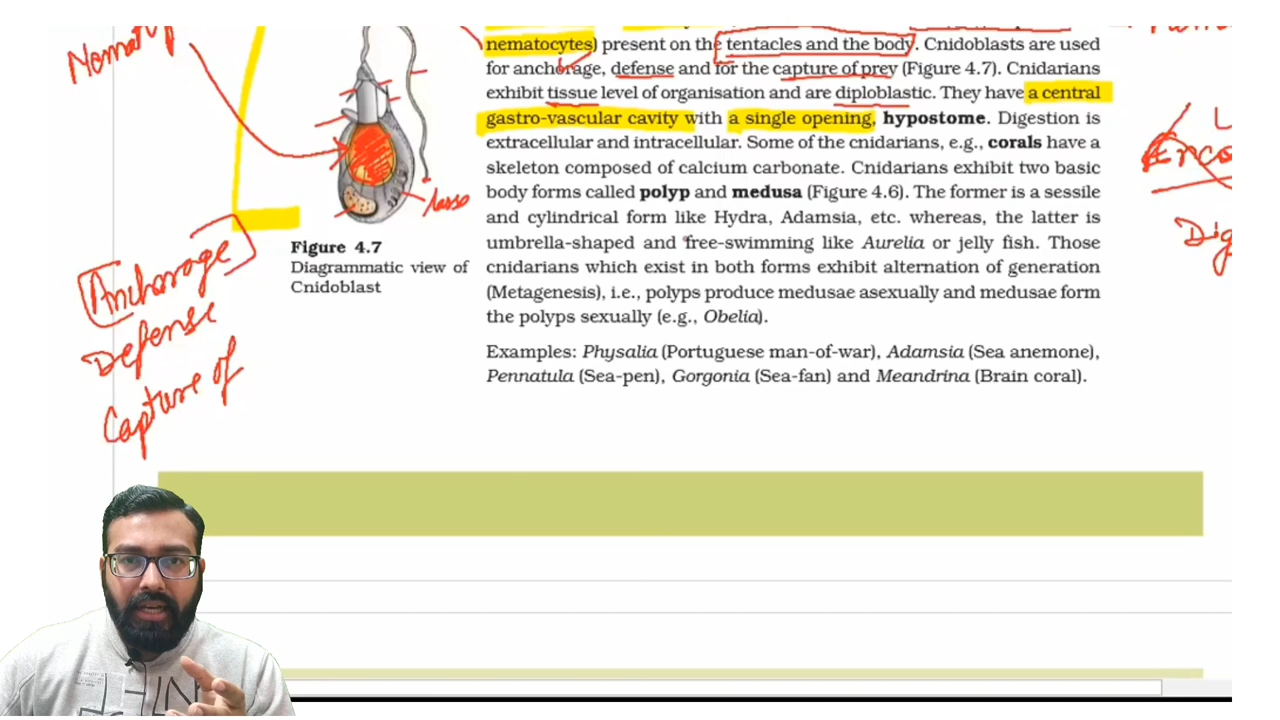 nematocytes) present on the tentacles and the body. Cnidoblasts are used
for anchorage, defense and for the capture of prey (Figure 4.7). Cnidarians
exhibit tissue level of organisation and are diploblastic. They have a central
gastro-vascular cavity with a single opening, hypostome. Digestion is
extracellular and intracellular. Some of the cnidarians, e.g., corals have a
skeleton composed of calcium carbonate. Cnidarians exhibit two basic
body forms called polyp and medusa (Figure 4.6). The former is a sessile
and cylindrical form like Hydra, Adamsia, etc. whereas, the latter is
umbrella-shaped and free-swimming like Aurelia or jelly fish. Those
cnidarians which exist in both forms exhibit alternation of generation
(Metagenesis), i.e., polyps produce medusae asexually and medusae form
the polyps sexually (e.g., Obelia).
Examples: Physalia (Portuguese man-of-war), Adamsia (Sea anemone),
Pennatula (Sea-pen), Gorgonia (Sea-fan) and Meandrina (Brain coral).
lasso
Figure 4.7
Diagrammatic view of
Cnidoblast
Anchorage
Defense
Capture of
Dig